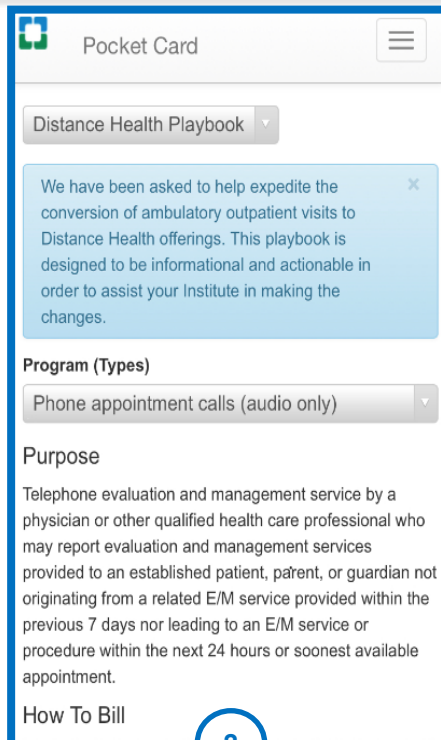 Pocket Card
Distance Health Playbook
We have been asked to help expedite the
conversion of ambulatory outpatient visits to
Distance Health offerings. This playbook is
designed to be informational and actionable in
order to assist your Institute in making the
changes.
Program (Types)
Phone appointment calls (audio only)
Purpose
Telephone evaluation and management service by a
physician or other qualified health care professional who
may report evaluation and management services
provided to an established patient, parent, or guardian not
originating from a related E/M service provided within the
previous 7 days nor leading to an E/M service or
procedure within the next 24 hours or soonest available
appointment.
How To Bill